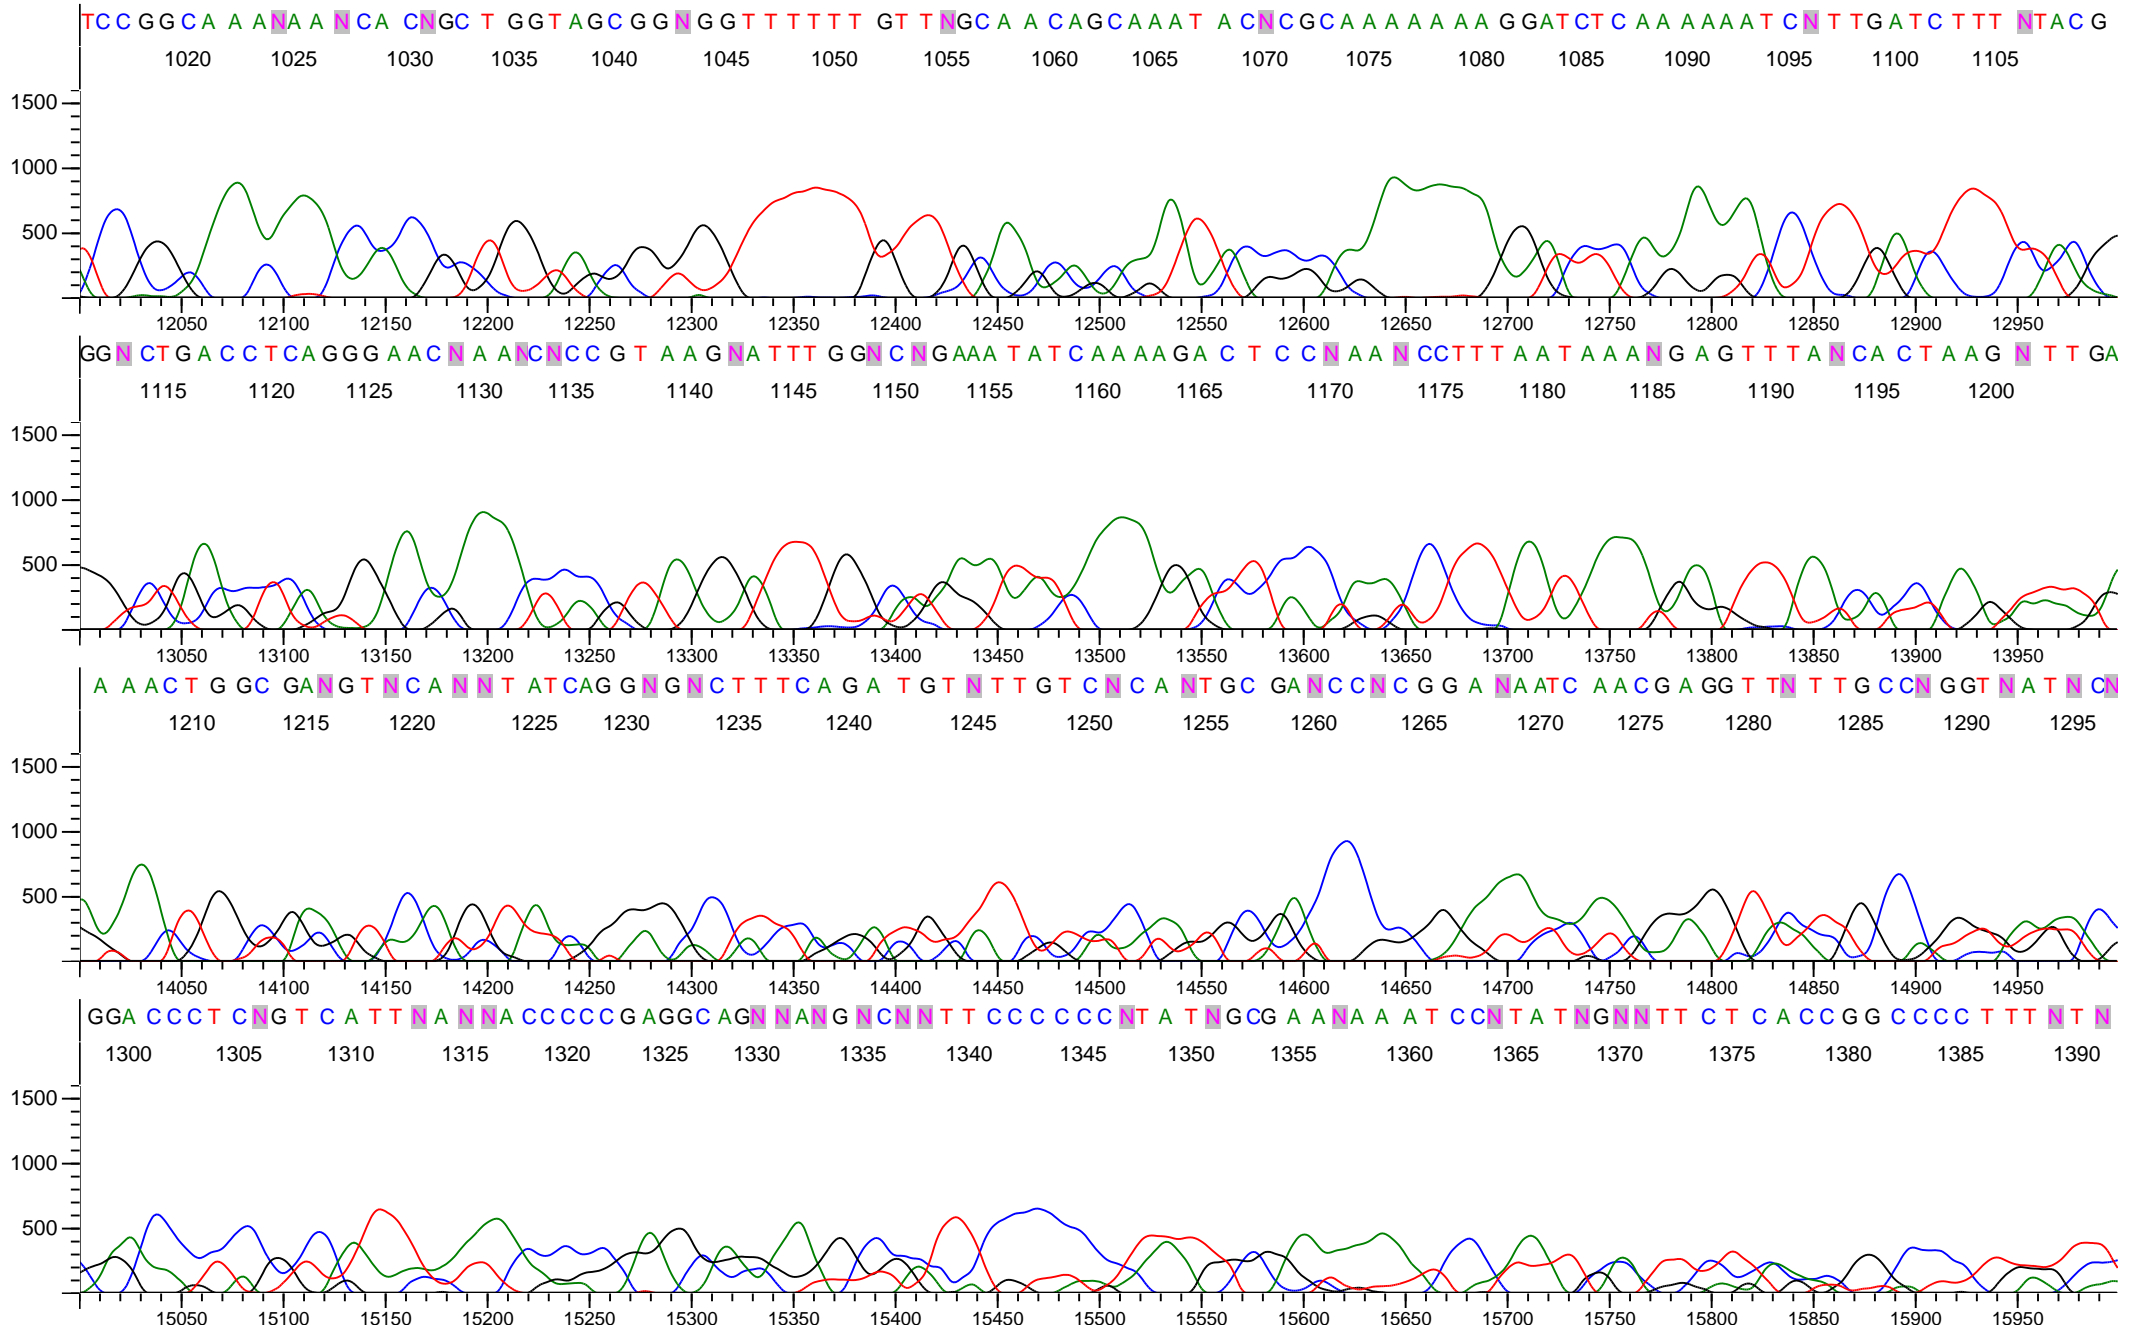 TCCGGCAAANAANCACNGCTGGTAGCGGNGGTTTTTTGTTNGCAACAGCAAATACNCGCAAAAAAAGGATCTCAAAAAATCNTTGATCTTTNTACG
1020 1025 1030 1035 1040 1045 1050 1055 1060 1065 1070 1075 1080 1085 1090 1095 1100 1105
1500
1000
500
12050 12100 12150 12200 12250 12300 12350 12400 12450 12500 12550 12600 12650 12700 12750 12800 12850 12900 12950
GGNCTGACCTCAGGGAACNAANCNCCGTAAGNATTTGGNCNGAAATATCAAAAGACTCCNAANCCTTTAATAAANGAGTTTANCACTAAGNTTGA
1115 1120 1125 1130 1135 1140 1145 1150 1155 1160 1165 1170 1175 1180 1185 1190 1195 1200
1500
1000
500
13050 13100 13150 13200 13250 13300 13350 13400 13450 13500 13550 13600 13650 13700 13750 13800 13850 13900 13950
AAACTGGCGANGTNCANNTATCAGGNGNCTTTCAGATGTNTTGTCNCANTGCGANCCNCGGANAATCAACGAGGTTNTTGCCNGGTNATNCN
1210 1215 1220 1225 1230 1235 1240 1245 1250 1255 1260 1265 1270 1275 1280 1285 1290 1295
1500
1000
500
14050 14100 14150 14200 14250 14300 14350 14400 14450 14500 14550 14600 14650 14700 14750 14800 14850 14900 14950
GGACCCTCNGTCATTNANNACCCCCGAGGCAGNNANGNCNNTTCCCCCCNTATNGCGAANAAATCCNTATNGNNTTCTCACCGGCCCCTTTNTN
1300 1305 1310 1315 1320 1325 1330 1335 1340 1345 1350 1355 1360 1365 1370 1375 1380 1385 1390
1500
1000
500
15050 15100 15150 15200 15250 15300 15350 15400 15450 15500 15550 15600 15650 15700 15750 15800 15850 15900 15950